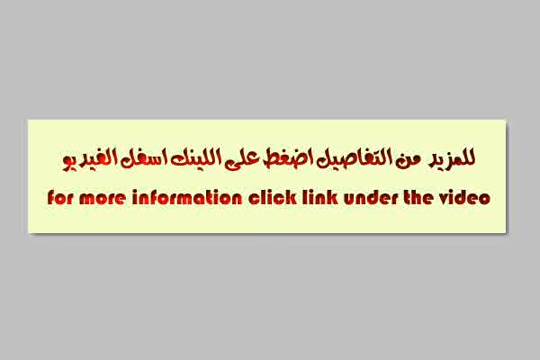 للمزيد من التفاصيل اضغط على اللينك اسفل الفيديو
for more information click link under the video